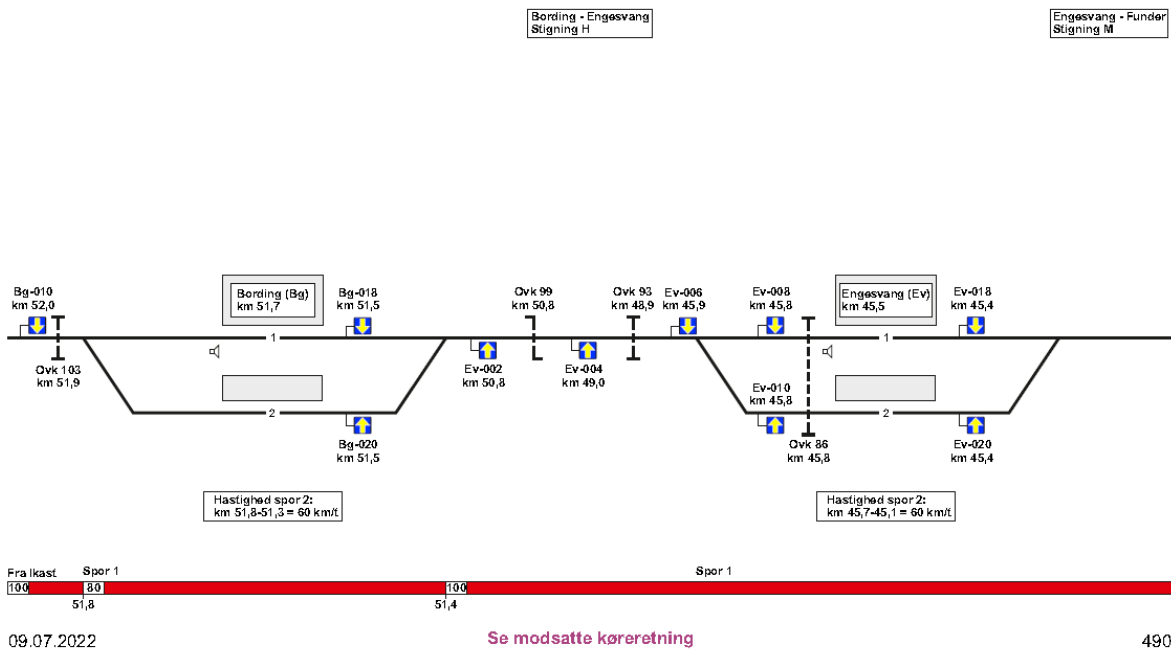 Bording - Engesvang
Stigning H
Engesvang - Funder
Stigning M
Bg-010
km 52,0
Bording (Bg)
km 51,7
Bg-018
km 51,5
Ovk 99
km 50,8
Ovk 93
km 48,9
Ev-006
km 45,9
Ev-008
km 45,8
Engesvang (Ev)
km 45,5
Ev-018
km 45,4
1
1
Ovk 103
km 51,9
Ev-002
km 50,8
Ev-004
km 49,0
Ev-010
km 45,8
2
2
Bg-020
km 51,5
Ovk 86
km 45,8
Ev-020
km 45,4
Hastighed spor 2:
km 51,8-51,3 = 60 km/t
Hastighed spor 2:
km 45,7-45,1 = 60 km/t
Fra Ikast
Spor 1
Spor 1
100
80
100
51,8
51,4
09.07.2022
Se modsatte køreretning
490